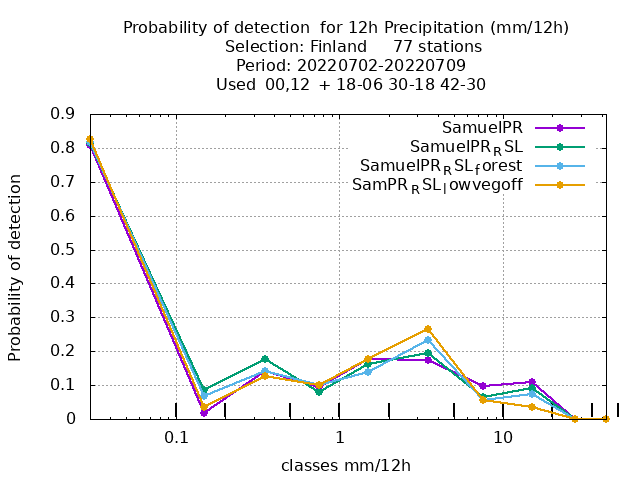 Probability of detection  for 12h Precipitation (mm/12h)
Selection: Finland     77 stations
Period: 20220702-20220709
Used  00,12  + 18-06 30-18 42-30
0.9
0.8
0.7
0.6
0.5
0.4
0.3
0.2
0.1
0
Probability of detection
SamuelPR
SamuelPR_RSL
SamuelPR_RSL_forest
SamPR_RSL_lowvegoff
0.1
1
10
classes mm/12h